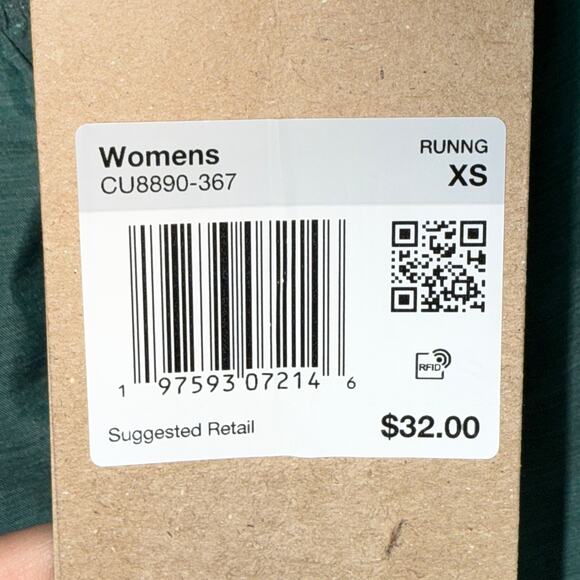 Womens
CU8890-367
RUNNG
XS
1 97593 07214 6
RFID
Suggested Retail
$32.00